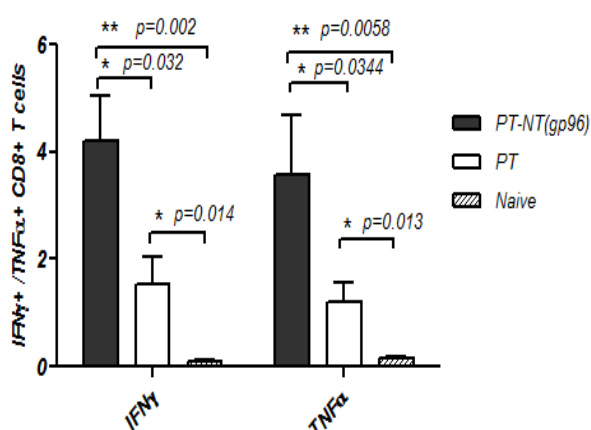 ** p=0.002
* p=0.032
* p=0.014
** p=0.0058
* p=0.0344
* p=0.013
6
4
2
0
IFNγ+ /TNFα+ CD8+ T cells
IFNγ
TNFα
PT-NT(gp96)
PT
Naive